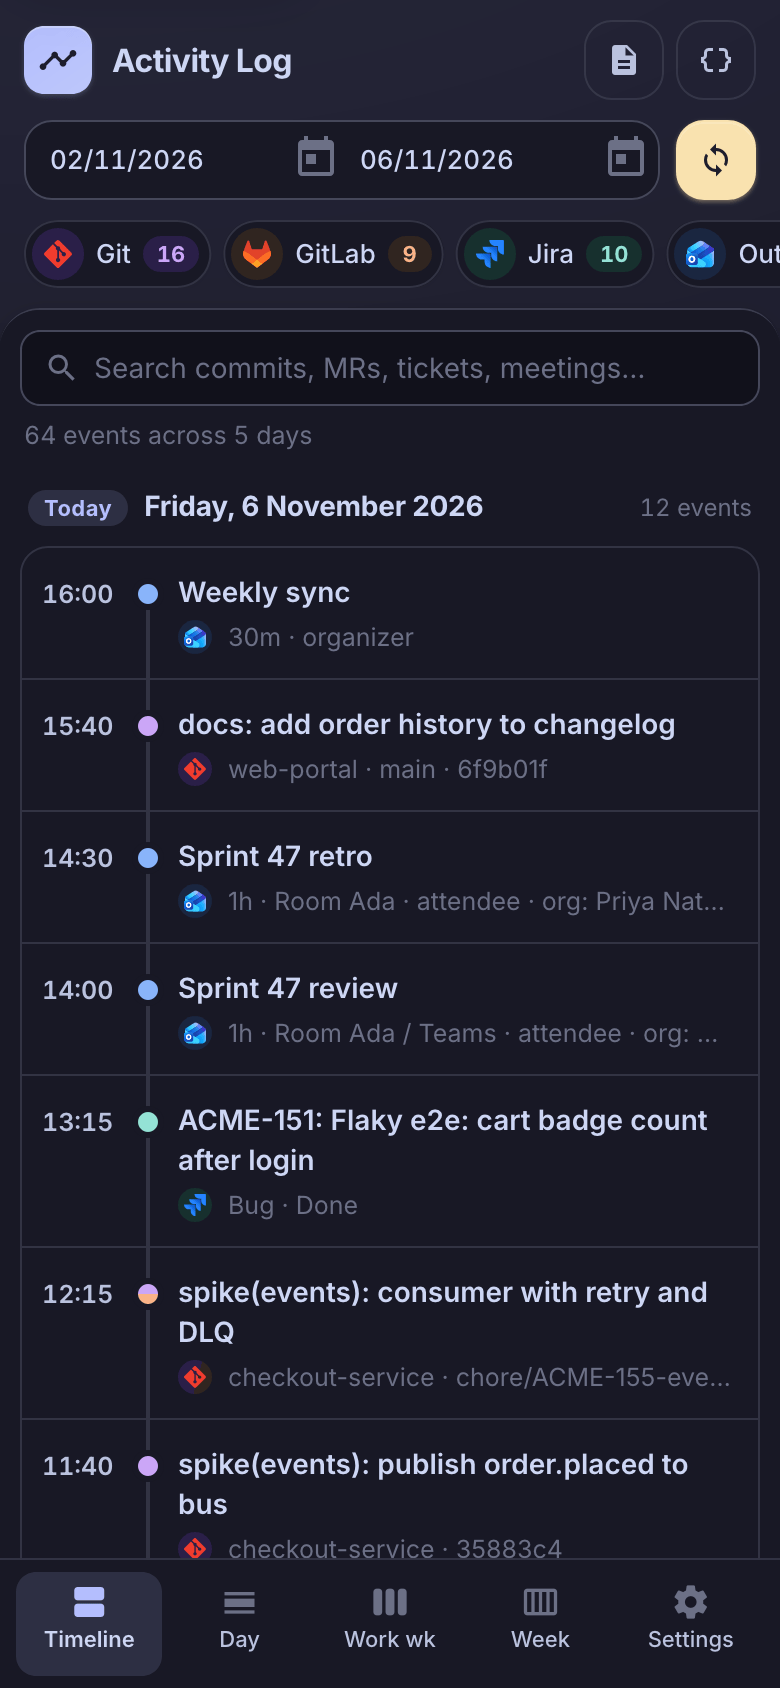 Activity Log
02/11/2026 06/11/2026
Git 16 GitLab 9 Jira 10 Out
Search commits, MRs, tickets, meetings...
64 events across 5 days
Today Friday, 6 November 2026 12 events
16:00 Weekly sync
30m · organizer
15:40 docs: add order history to changelog
web-portal · main · 6f9b01f
14:30 Sprint 47 retro
1h · Room Ada · attendee · org: Priya Nat...
14:00 Sprint 47 review
1h · Room Ada / Teams · attendee · org: ...
13:15 ACME-151: Flaky e2e: cart badge count
after login
Bug · Done
12:15 spike(events): consumer with retry and
DLQ
checkout-service · chore/ACME-155-eve...
11:40 spike(events): publish order.placed to
bus
checkout-service · 35883c4
Timeline Day Work wk Week Settings